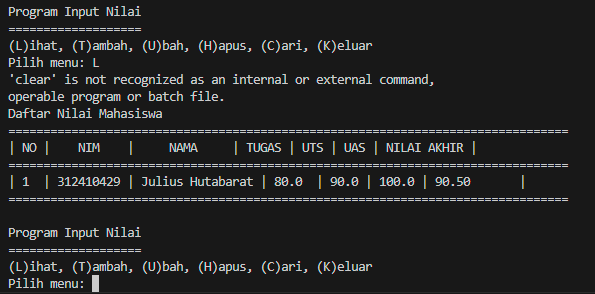 Program Input Nilai
===================
(L)ihat, (T)ambah, (U)bah, (H)apus, (C)ari, (K)eluar
Pilih menu: L
'clear' is not recognized as an internal or external command,
operable program or batch file.
Daftar Nilai Mahasiswa
================================================================================
| NO |    NIM    |     NAMA     | TUGAS | UTS | UAS | NILAI AKHIR |
================================================================================
| 1  | 312410429 | Julius Hutabarat | 80.0  | 90.0 | 100.0 | 90.50       |
================================================================================

Program Input Nilai
===================
(L)ihat, (T)ambah, (U)bah, (H)apus, (C)ari, (K)eluar
Pilih menu: